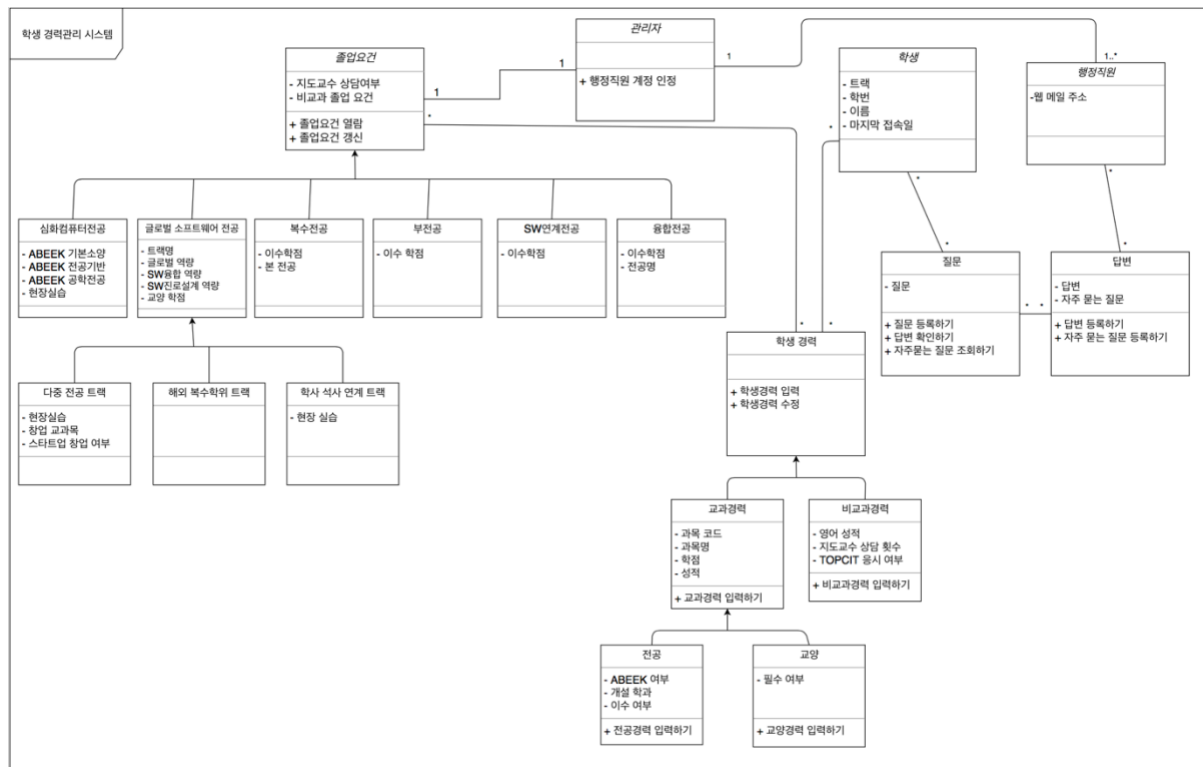 학생 경력관리 시스템
관리자
+ 행정직원 계정 인정
1
1
1
1..*
졸업요건
- 지도교수 상담여부
- 비교과 졸업 요건
+ 졸업요건 열람
+ 졸업요건 갱신
*
학생
- 트랙
- 학번
- 이름
- 마지막 접속일
*
*
행정직원
-웹 메일 주소
*
심화컴퓨터전공
- ABEEK 기본소양
- ABEEK 전공기반
- ABEEK 공학전공
- 현장실습
글로벌 소프트웨어 전공
- 트랙명
- 글로벌 역량
- SW융합 역량
- SW진로설계 역량
- 교양 학점
복수전공
- 이수학점
- 본 전공
부전공
- 이수 학점
SW연계전공
- 이수학점
융합전공
- 이수학점
- 전공명
*
질문
- 질문
+ 질문 등록하기
+ 답변 확인하기
+ 자주묻는 질문 조회하기
*
*
*
답변
- 답변
- 자주 묻는 질문
+ 답변 등록하기
+ 자주 묻는 질문 등록하기
*
*
학생 경력
+ 학생경력 입력
+ 학생경력 수정
다중 전공 트랙
- 현장실습
- 창업 교과목
- 스타트업 창업 여부
해외 복수학위 트랙
학사 석사 연계 트랙
- 현장 실습
교과경력
- 과목 코드
- 과목명
- 학점
- 성적
+ 교과경력 입력하기
비교과경력
- 영어 성적
- 지도교수 상담 횟수
- TOPCIT 응시 여부
+ 비교과경력 입력하기
전공
- ABEEK 여부
- 개설 학과
- 이수 여부
+ 전공경력 입력하기
교양
- 필수 여부
+ 교양경력 입력하기